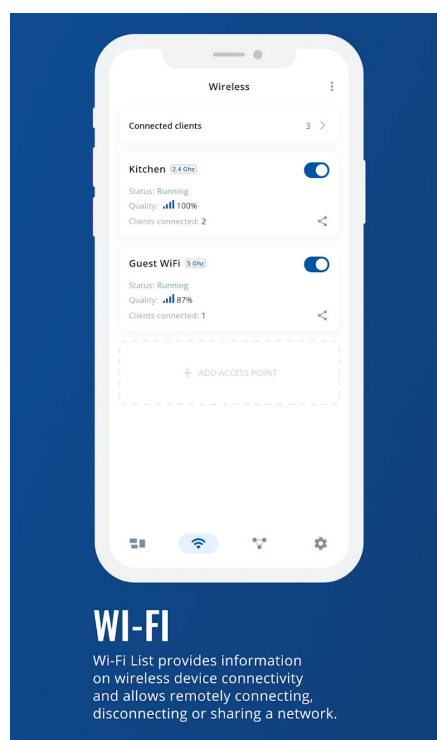 Wireless
Connected clients 3
Kitchen 2.4 Ghz
Status: Running
Quality: 100%
Clients connected: 2
Guest WiFi 5 Ghz
Status: Running
Quality: 87%
Clients connected: 1
+ ADD ACCESS POINT
WI-FI
Wi-Fi List provides information
on wireless device connectivity
and allows remotely connecting,
disconnecting or sharing a network.